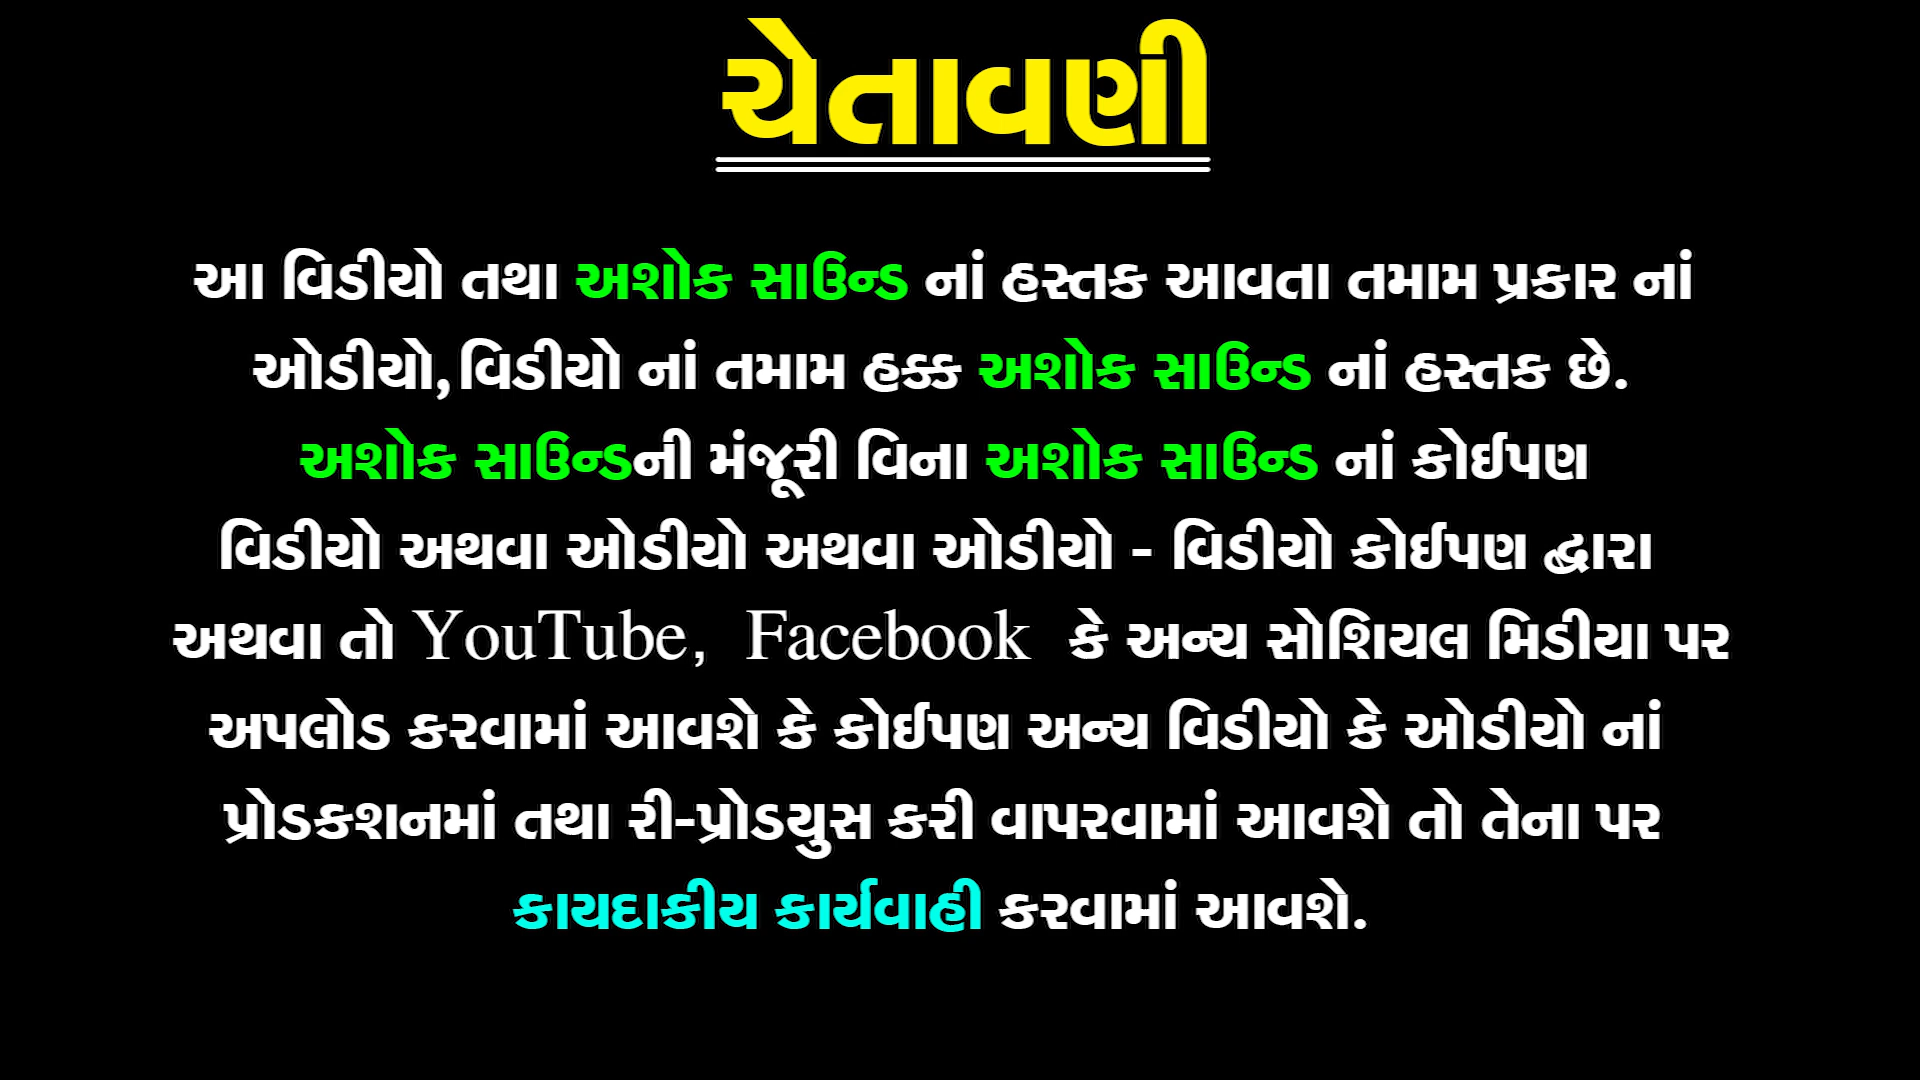 ચેતાવણી
આ વિડીયો તથા અશોક સાઉન્ડ નાં હસ્તક આવતા તમામ પ્રકાર નાં
ઓડીયો,વિડીયો નાં તમામ હક્ક અશોક સાઉન્ડ નાં હસ્તક છે.
અશોક સાઉન્ડની મંજૂરી વિના અશોક સાઉન્ડ નાં કોઈપણ
વિડીયો અથવા ઓડીયો અથવા ઓડીયો - વિડીયો કોઈપણ દ્વારા
અથવા તો YouTube, Facebook કે અન્ય સોશિયલ મિડીયા પર
અપલોડ કરવામાં આવશે કે કોઈપણ અન્ય વિડીયો કે ઓડીયો નાં
પ્રોડકશનમાં તથા રી-પ્રોડયુસ કરી વાપરવામાં આવશે તો તેના પર
કાયદાકીય કાર્યવાહી કરવામાં આવશે.